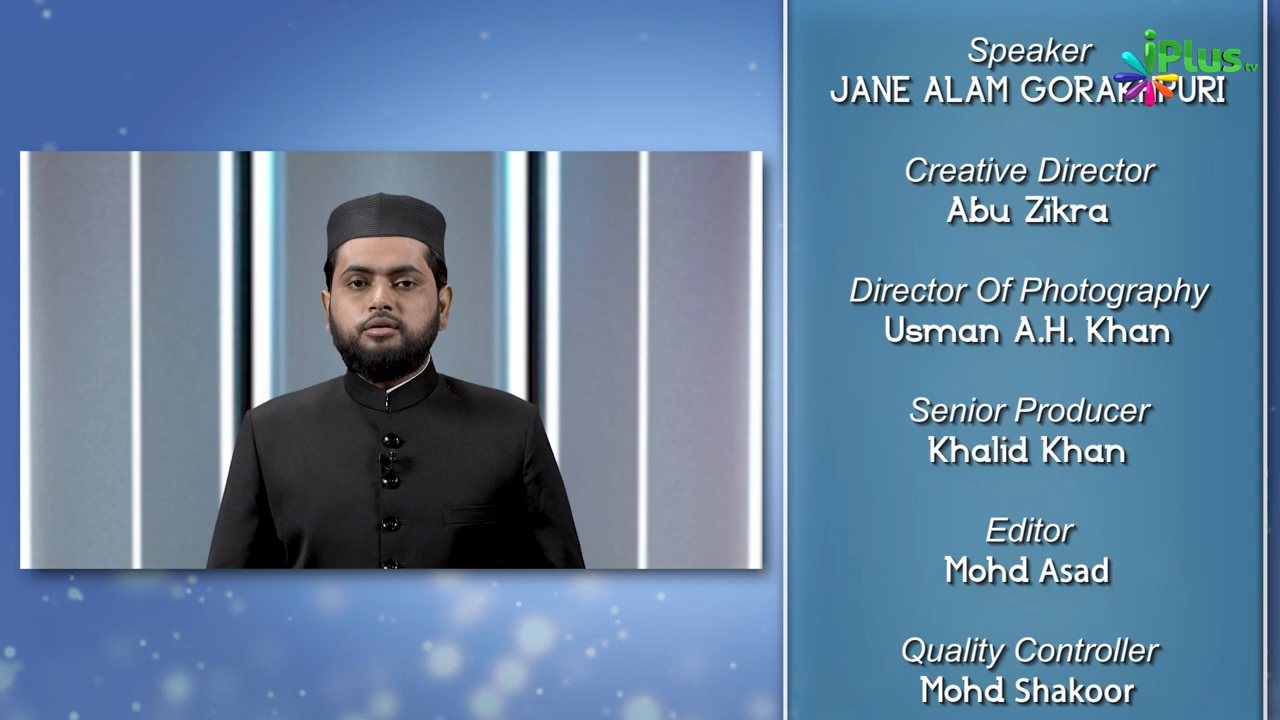 Speaker
JANE ALAM GORAKHPURI
iPlus tv
Creative Director
Abu Zikra
Director Of Photography
Usman A.H. Khan
Senior Producer
Khalid Khan
Editor
Mohd Asad
Quality Controller
Mohd Shakoor